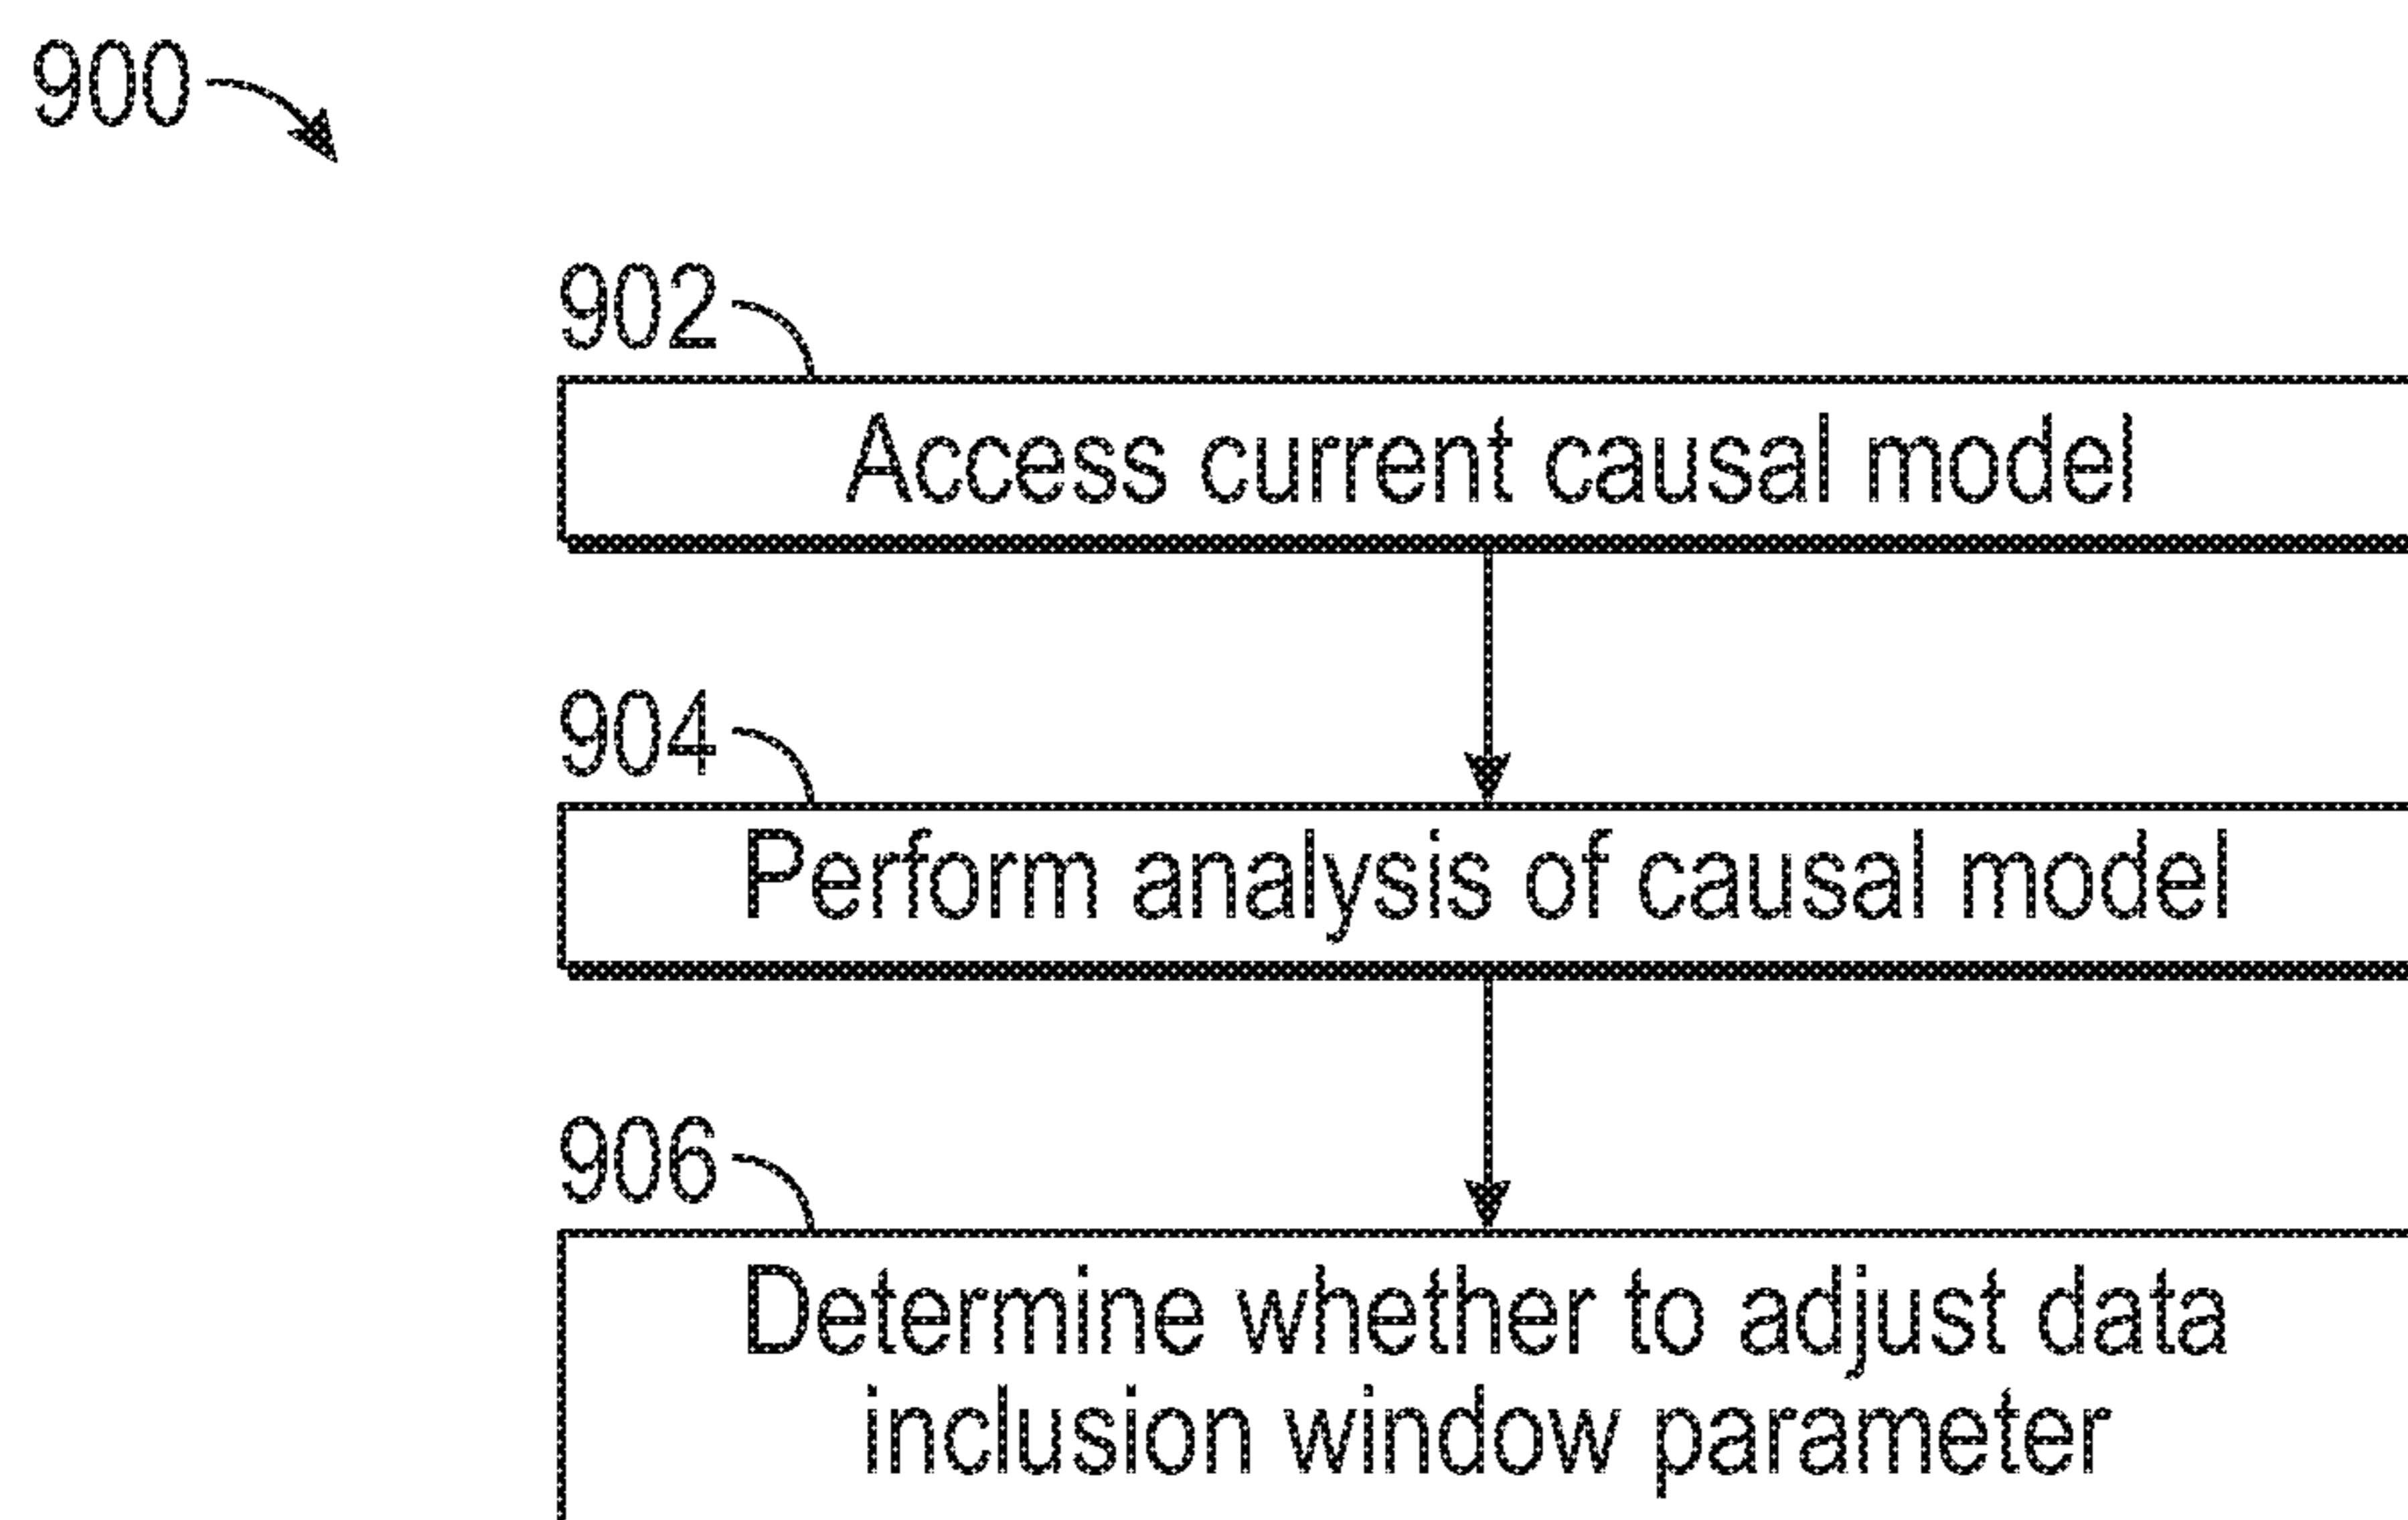 900
902
Access current causal model
904
Perform analysis of causal model
906
Determine whether to adjust data
inclusion window parameter